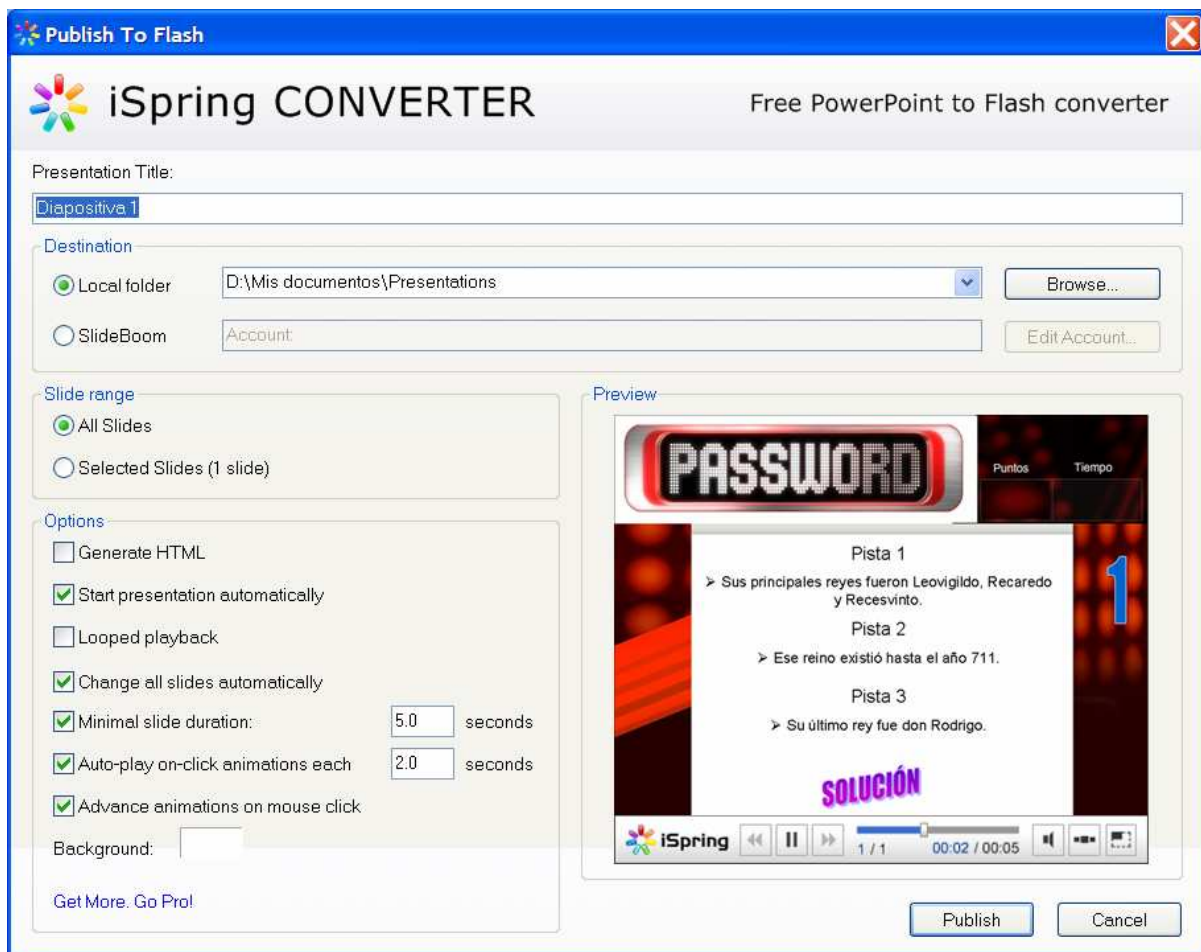 Publish To Flash
iSpring CONVERTER
Free PowerPoint to Flash converter
Presentation Title:
Diapositiva 1
Destination
Local folder
D:\Mis documentos\Presentations
Browse...
SlideBoom
Account:
Edit Account...
Slide range
All Slides
Selected Slides (1 slide)
Options
Generate HTML
Start presentation automatically
Looped playback
Change all slides automatically
Minimal slide duration: 5.0 seconds
Auto-play on-click animations each 2.0 seconds
Advance animations on mouse click
Background:
Get More. Go Pro!
Preview
PASSWORD
Puntos Tiempo
1
Pista 1
➢ Sus principales reyes fueron Leovigildo, Recaredo
y Recesvinto.
Pista 2
➢ Ese reino existió hasta el año 711.
Pista 3
➢ Su último rey fue don Rodrigo.
SOLUCIÓN
iSpring
1 / 1 00:02 / 00:05
Publish
Cancel